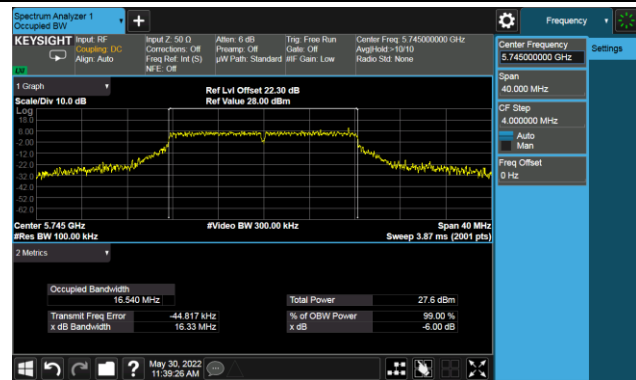 Spectrum Analyzer 1
Occupied BW
Frequency
KEYSIGHT
Input: RF
Coupling: DC
Align: Auto
Input Z: 50 Ω
Corrections: Off
Freq Ref: Int (S)
NFE: Off
Atten: 6 dB
Preamp: Off
µW Path: Standard
Trig: Free Run
Gate: Off
#IF Gain: Low
Center Freq: 5.745000000 GHz
Avg|Hold:>10/10
Radio Std: None
Center Frequency
5.745000000 GHz
Settings
Span
40.000 MHz
CF Step
4.000000 MHz
Auto
Man
Freq Offset
0 Hz
1 Graph
Scale/Div 10.0 dB
Ref Lvl Offset 22.30 dB
Ref Value 28.00 dBm
Log
18.0
8.00
-2.00
-12.0
-22.0
-32.0
-42.0
-52.0
-62.0
Center 5.745 GHz
#Res BW 100.00 kHz
#Video BW 300.00 kHz
Span 40 MHz
Sweep 3.87 ms (2001 pts)
2 Metrics
Occupied Bandwidth
16.540 MHz
Total Power 27.6 dBm
Transmit Freq Error -44.817 kHz
% of OBW Power 99.00 %
x dB Bandwidth 16.33 MHz
x dB -6.00 dB
May 30, 2022
11:39:26 AM